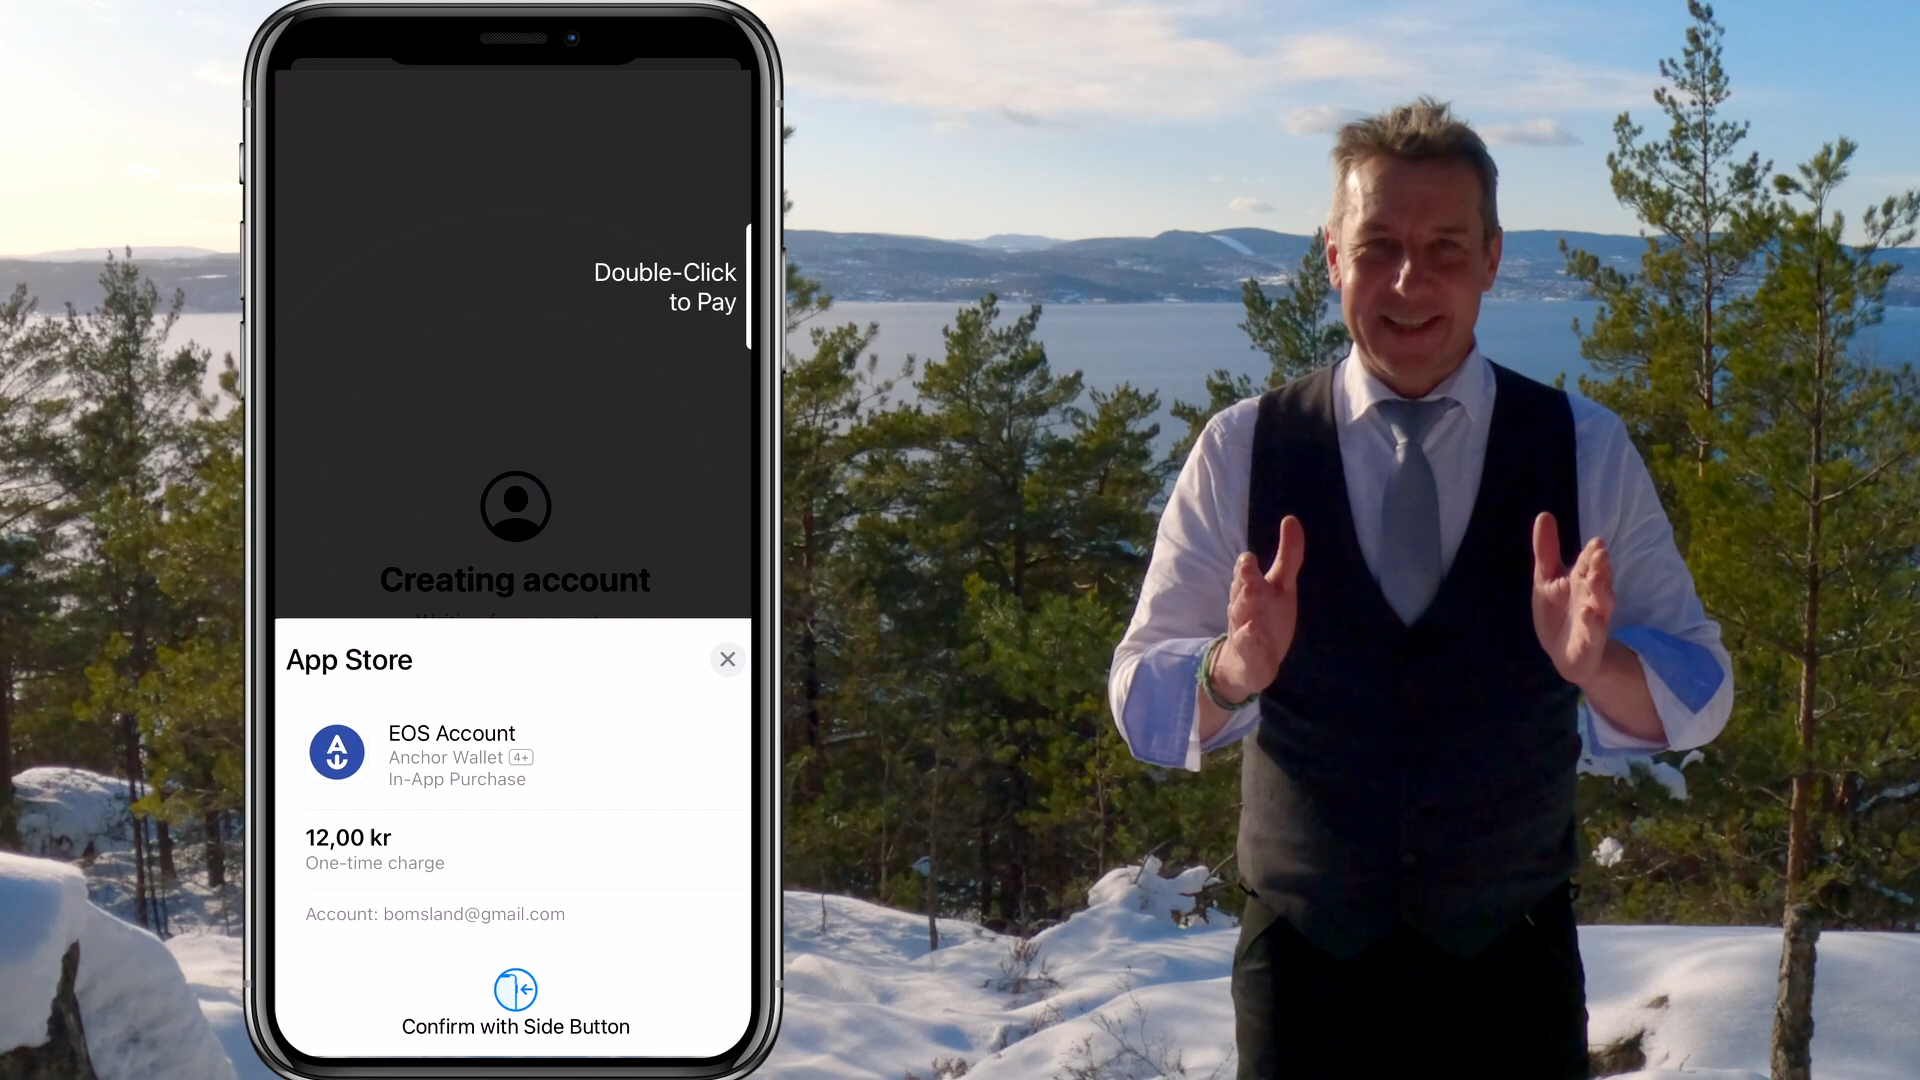 Double-Click
to Pay
Creating account
App Store
EOS Account
Anchor Wallet 4+
In-App Purchase
12,00 kr
One-time charge
Account: bomsland@gmail.com
Confirm with Side Button